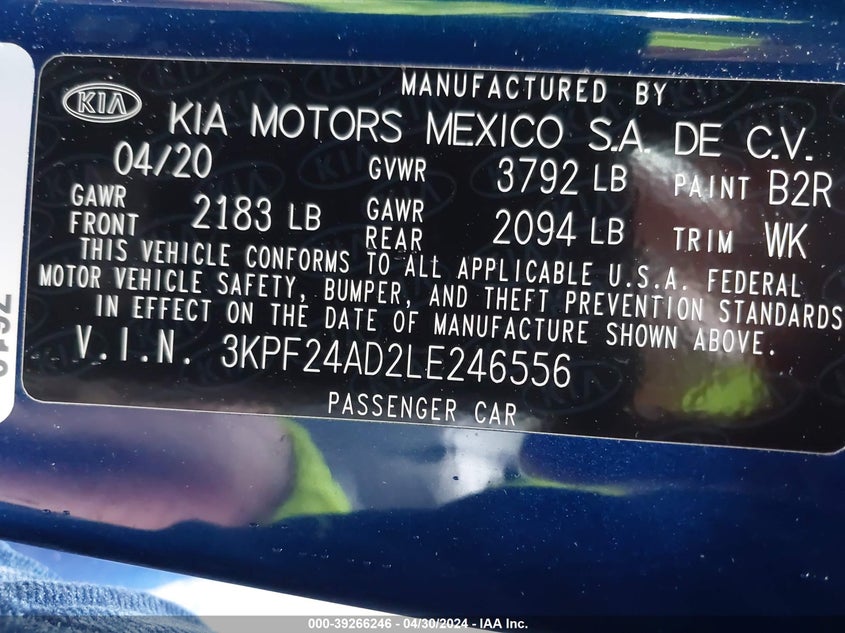 MANUFACTURED BY
KIA KIA MOTORS MEXICO S.A. DE C.V.
04/20 GVWR 3792 LB PAINT B2R
GAWR FRONT 2183 LB GAWR REAR 2094 LB TRIM WK
THIS VEHICLE CONFORMS TO ALL APPLICABLE U.S.A. FEDERAL
MOTOR VEHICLE SAFETY, BUMPER, AND THEFT PREVENTION STANDARDS
IN EFFECT ON THE DATE OF MANUFACTURE SHOWN ABOVE.
V.I.N. 3KPF24AD2LE246556
PASSENGER CAR
000-39266246 - 04/30/2024 - IAA Inc.